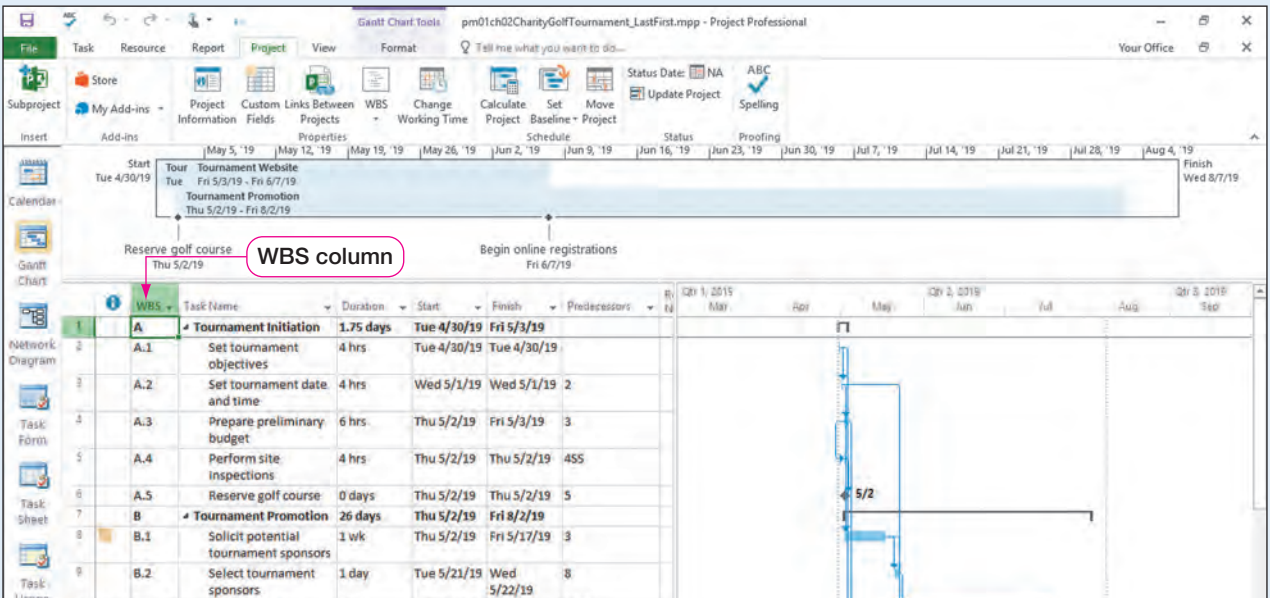 Gantt Chart Tools pm01ch02CharityGolfTournament_LastFirst.mpp - Project Professional
File Task Resource Report Project View Format Tell me what you want to do... Your Office
Subproject
Store
My Add-ins
Project Information
Custom Fields
Links Between Projects
WBS
Change Working Time
Calculate Project
Set Baseline
Move Project
Status Date: NA
Update Project
ABC
Spelling
Insert Add-ins Properties Schedule Status Proofing
May 5, '19 May 12, '19 May 19, '19 May 26, '19 Jun 2, '19 Jun 9, '19 Jun 16, '19 Jun 23, '19 Jun 30, '19 Jul 7, '19 Jul 14, '19 Jul 21, '19 Jul 28, '19 Aug 4, '19
Start
Tue 4/30/19
Tour Tournament Website
Tue Fri 5/3/19 - Fri 6/7/19
Tournament Promotion
Thu 5/2/19 - Fri 8/2/19
Finish
Wed 8/7/19
Reserve golf course
Thu 5/2/19
Begin online registrations
Fri 6/7/19
WBS column
Calendar
Gantt Chart
Network Diagram
Task Form
Task Sheet
Task
WBS Task Name Duration Start Finish Predecessors
Qtr 1, 2019 Qtr 2, 2019 Qtr 3, 2019
Mar Apr May Jun Jul Aug Sep
1 A Tournament Initiation 1.75 days Tue 4/30/19 Fri 5/3/19
2 A.1 Set tournament objectives 4 hrs Tue 4/30/19 Tue 4/30/19
3 A.2 Set tournament date and time 4 hrs Wed 5/1/19 Wed 5/1/19 2
4 A.3 Prepare preliminary budget 6 hrs Thu 5/2/19 Fri 5/3/19 3
5 A.4 Perform site inspections 4 hrs Thu 5/2/19 Thu 5/2/19 4SS
6 A.5 Reserve golf course 0 days Thu 5/2/19 Thu 5/2/19 5
5/2
7 B Tournament Promotion 26 days Thu 5/2/19 Fri 8/2/19
8 B.1 Solicit potential tournament sponsors 1 wk Thu 5/2/19 Fri 5/17/19 3
9 B.2 Select tournament sponsors 1 day Tue 5/21/19 Wed 5/22/19 8